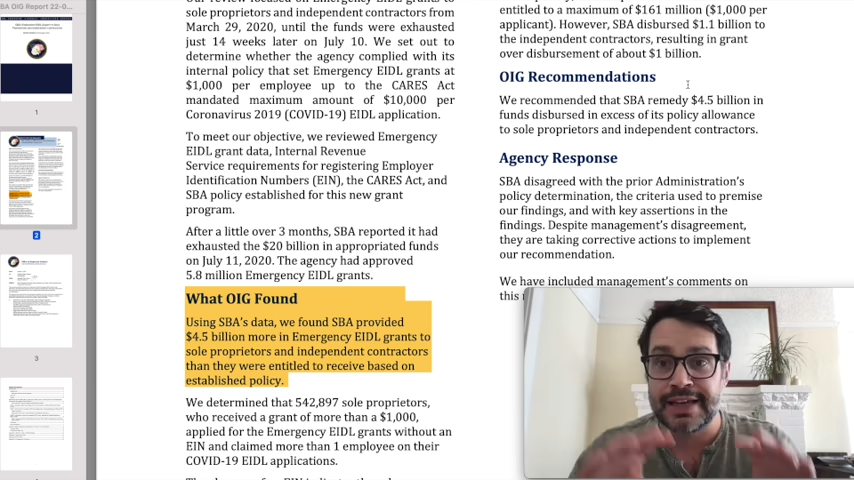 BA OIG Report 22-0...
Our review focused on Emergency EIDL grants to
sole proprietors and independent contractors from
March 29, 2020, until the funds were exhausted
just 14 weeks later on July 10. We set out to
determine whether the agency complied with its
internal policy that set Emergency EIDL grants at
$1,000 per employee up to the CARES Act
mandated maximum amount of $10,000 per
Coronavirus 2019 (COVID-19) EIDL application.
To meet our objective, we reviewed Emergency
EIDL grant data, Internal Revenue
Service requirements for registering Employer
Identification Numbers (EIN), the CARES Act, and
SBA policy established for this new grant
program.
After a little over 3 months, SBA reported it had
exhausted the $20 billion in appropriated funds
on July 11, 2020. The agency had approved
5.8 million Emergency EIDL grants.
What OIG Found
Using SBA's data, we found SBA provided
$4.5 billion more in Emergency EIDL grants to
sole proprietors and independent contractors
than they were entitled to receive based on
established policy.
We determined that 542,897 sole proprietors,
who received a grant of more than a $1,000,
applied for the Emergency EIDL grants without an
EIN and claimed more than 1 employee on their
COVID-19 EIDL applications.
entitled to a maximum of $161 million ($1,000 per
applicant). However, SBA disbursed $1.1 billion to
the independent contractors, resulting in grant
over disbursement of about $1 billion.
OIG Recommendations
We recommended that SBA remedy $4.5 billion in
funds disbursed in excess of its policy allowance
to sole proprietors and independent contractors.
Agency Response
SBA disagreed with the prior Administration's
policy determination, the criteria used to premise
our findings, and with key assertions in the
findings. Despite management's disagreement,
they are taking corrective actions to implement
our recommendation.
We have included management's comments on
this
1
2
3